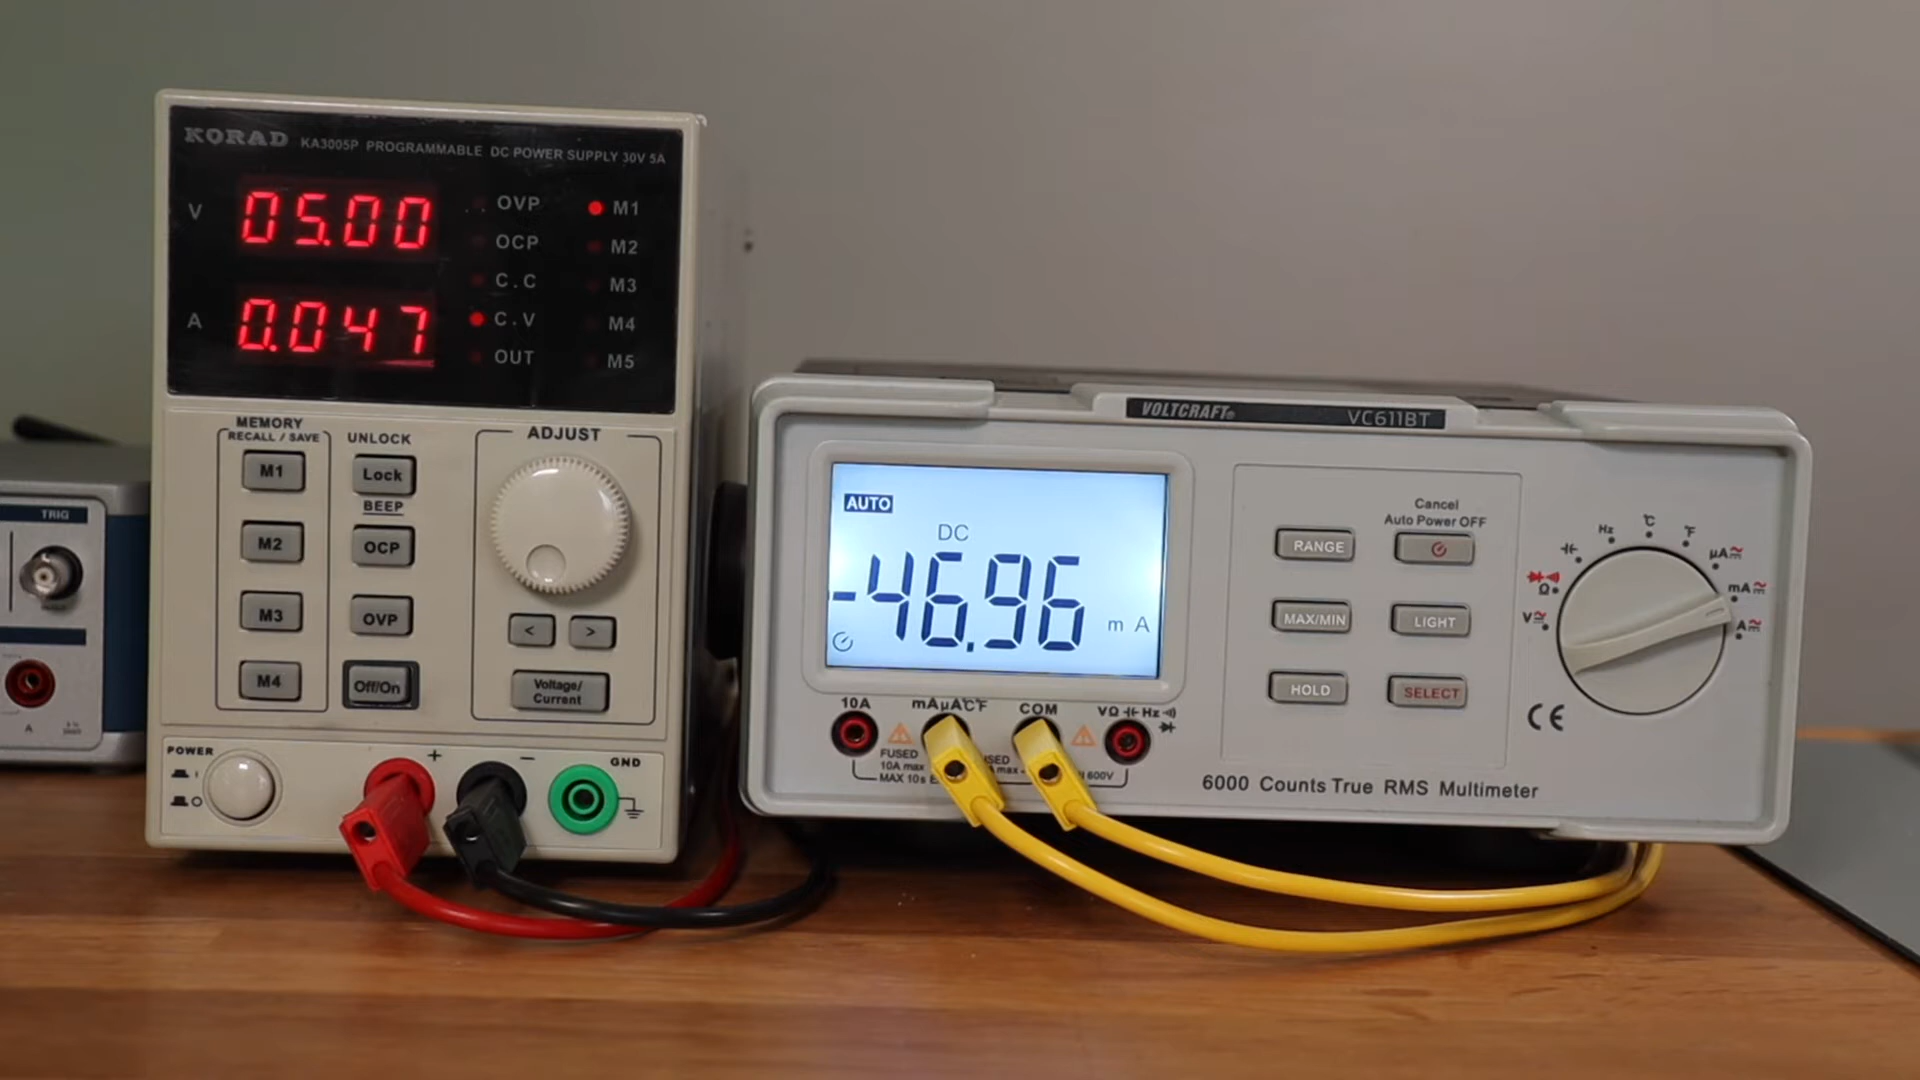 KORAD KA3005P PROGRAMMABLE DC POWER SUPPLY 30V 5A
V 05.00
A 0.047
OVP M1
OCP M2
C.C M3
C.V M4
OUT M5
MEMORY
RECALL / SAVE
UNLOCK
ADJUST
M1
Lock
BEEP
M2
OCP
M3
OVP
< >
M4
Off/On
Voltage/
Current
POWER
I
O
+
−
GND
TRIG
A
VOLTCRAFT® VC611BT
AUTO
DC
-46.96
m A
Cancel
Auto Power OFF
RANGE
MAX/MIN
LIGHT
HOLD
SELECT
Hz
℃
℉
µA
mA
A
Ω
V
CE
10A
mAµA℃℉
COM
VΩ Hz
FUSED
10A max
MAX 10s
600V
6000 Counts True RMS Multimeter